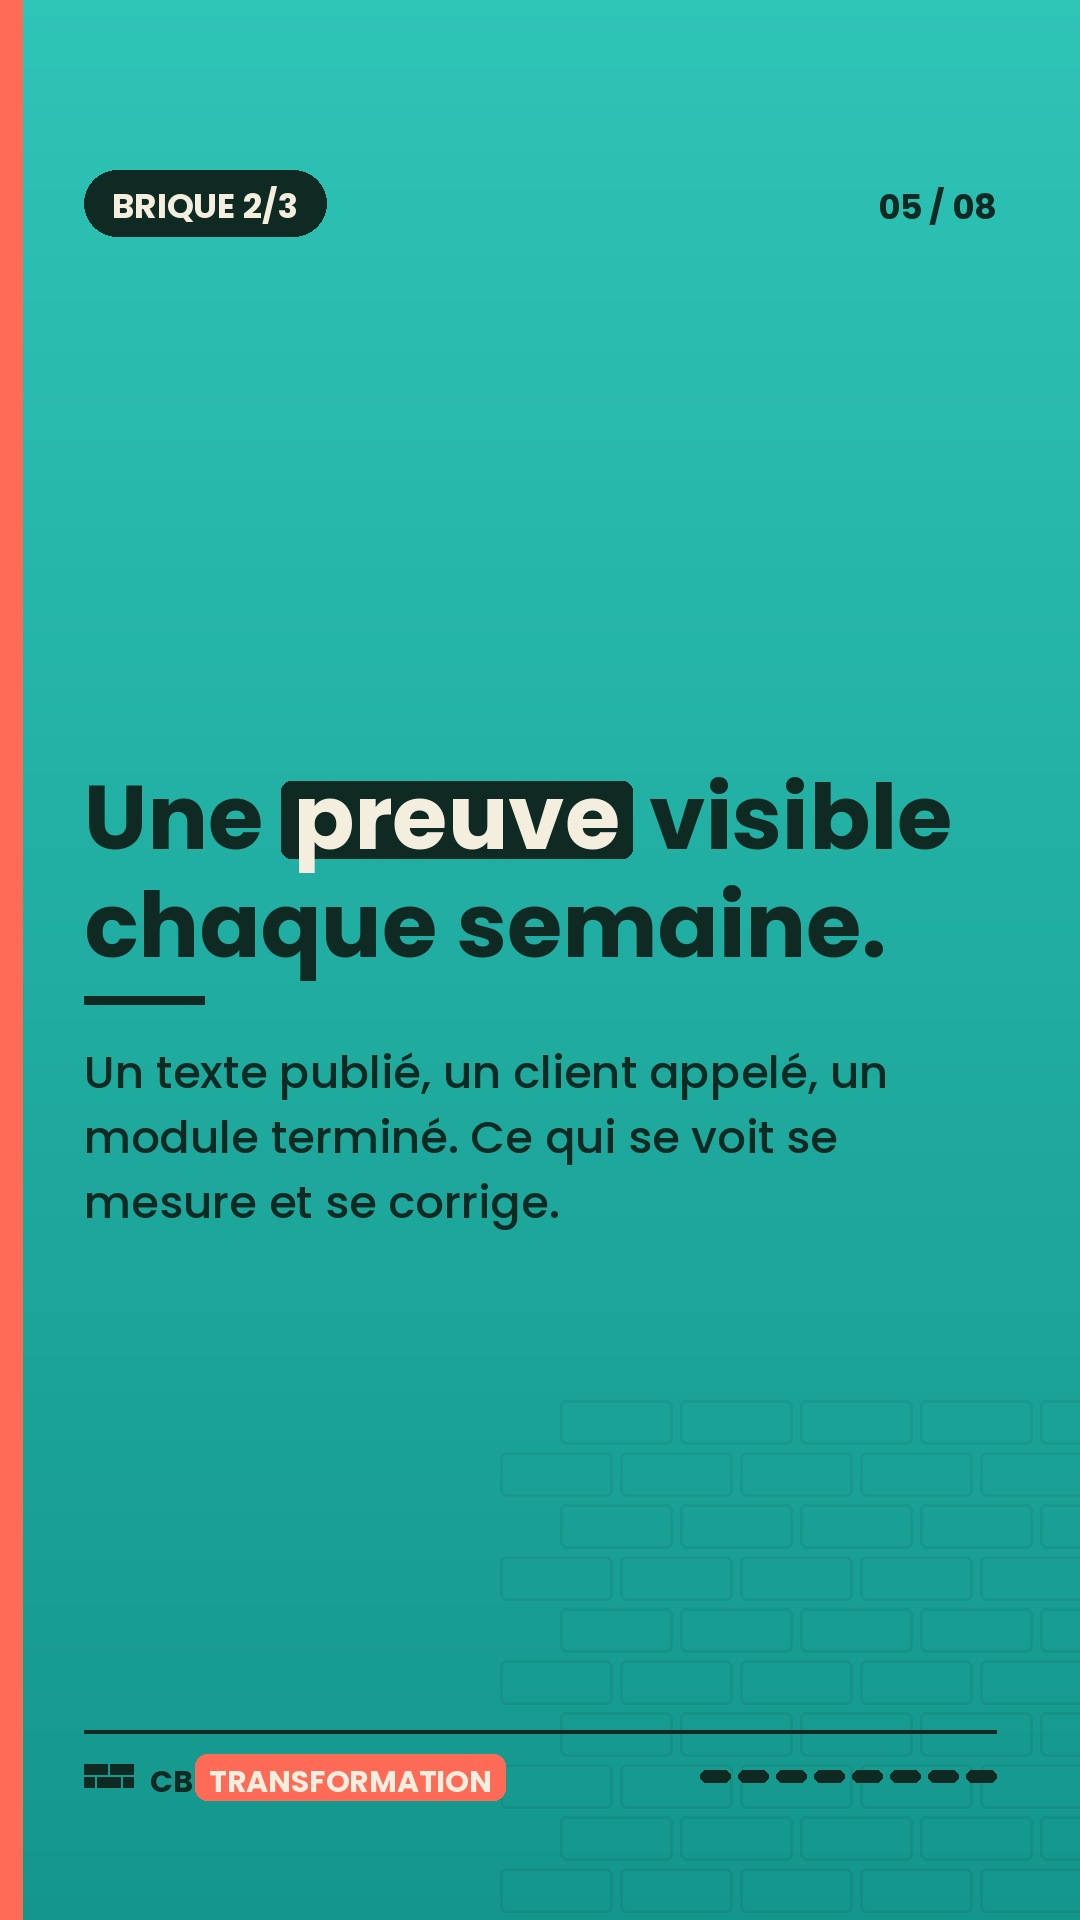 BRIQUE 2/3
05 / 08
Une preuve visible
chaque semaine.
Un texte publié, un client appelé, un
module terminé. Ce qui se voit se
mesure et se corrige.
CB TRANSFORMATION